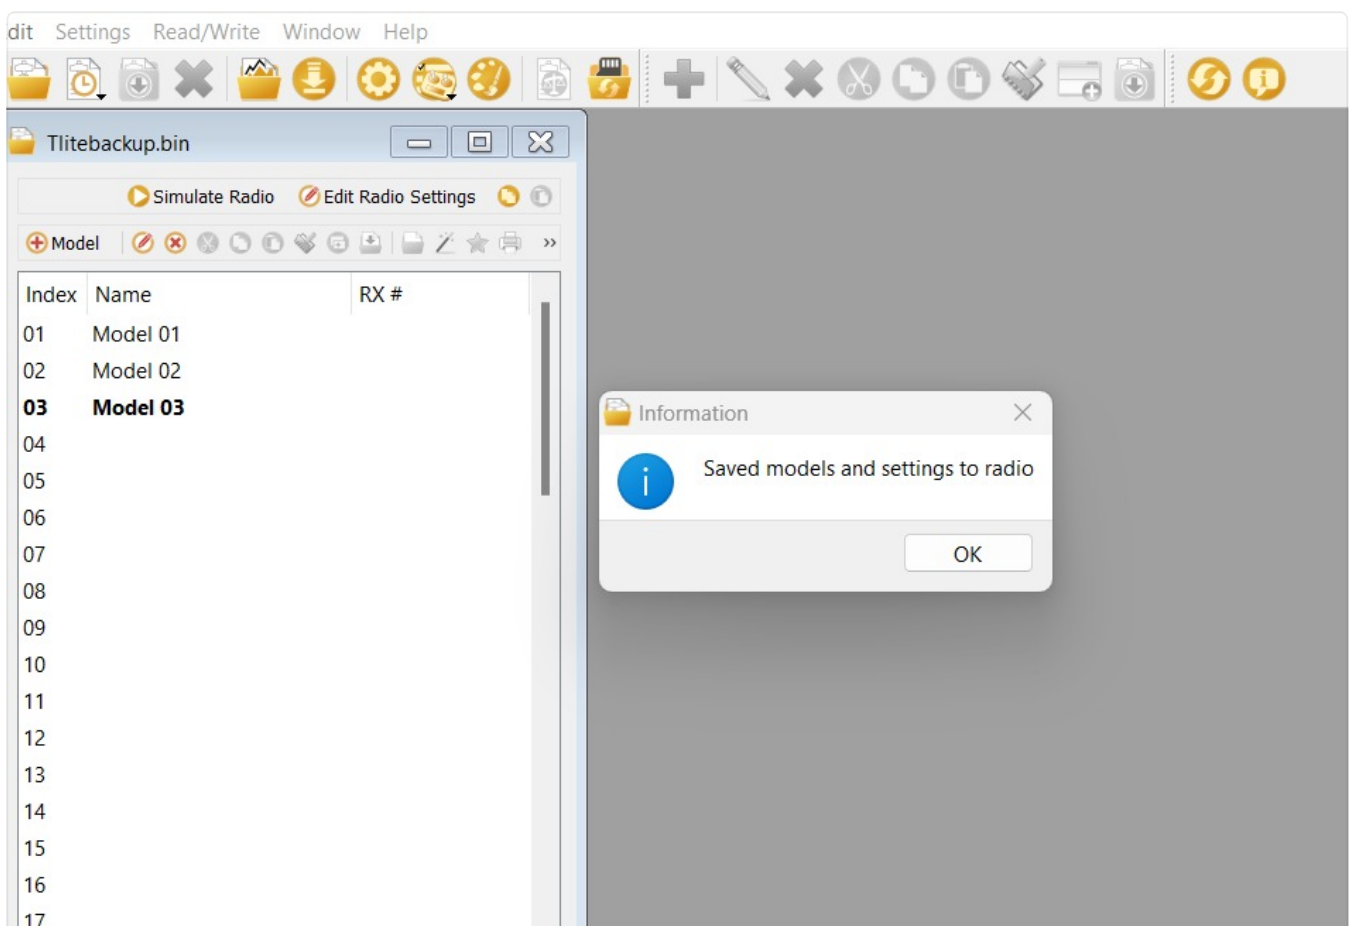 dit Settings Read/Write Window Help
Tlitebackup.bin
Simulate Radio Edit Radio Settings
Model
Index Name RX #
01 Model 01
02 Model 02
03 Model 03
04
05
06
07
08
09
10
11
12
13
14
15
16
17
Information
Saved models and settings to radio
OK